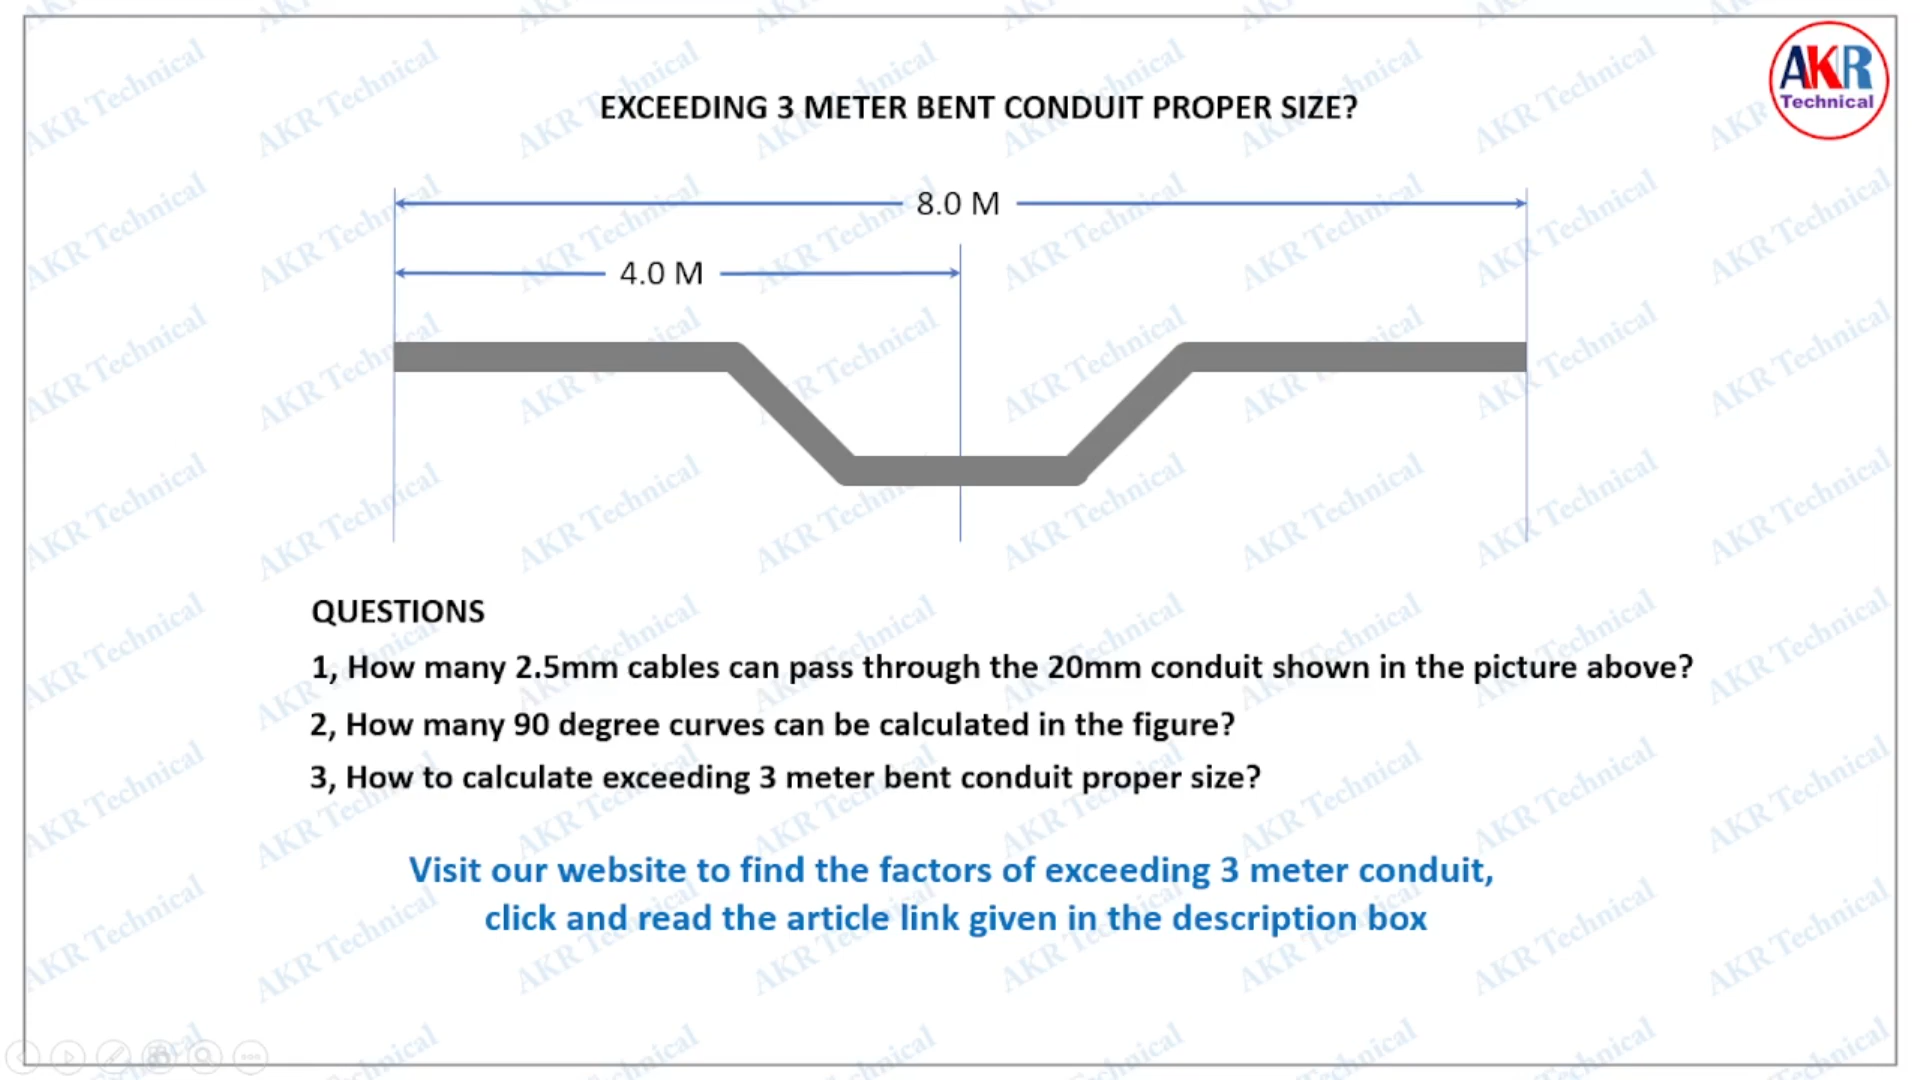 AKR
Technical
EXCEEDING 3 METER BENT CONDUIT PROPER SIZE?
8.0 M
4.0 M
QUESTIONS
1, How many 2.5mm cables can pass through the 20mm conduit shown in the picture above?
2, How many 90 degree curves can be calculated in the figure?
3, How to calculate exceeding 3 meter bent conduit proper size?
Visit our website to find the factors of exceeding 3 meter conduit,
click and read the article link given in the description box
AKR Technical